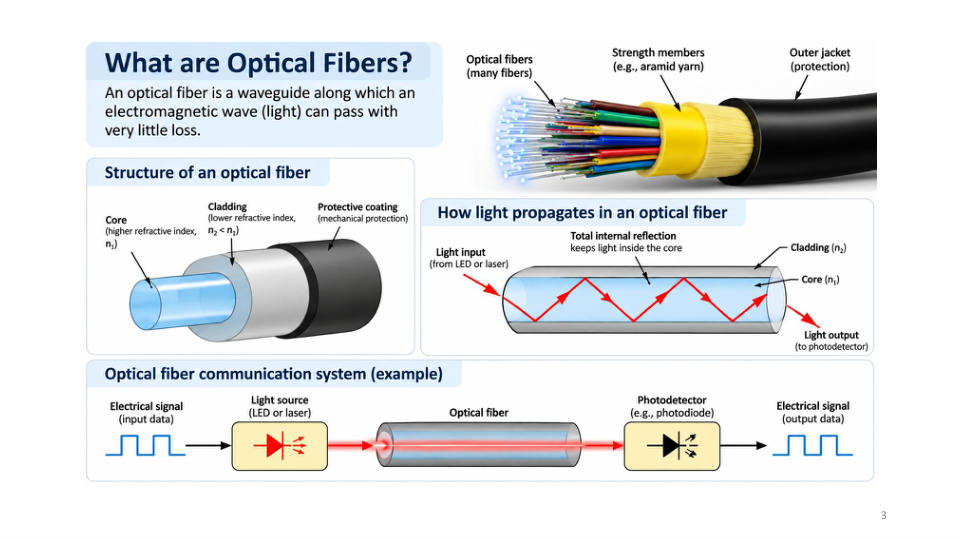 What are Optical Fibers?
An optical fiber is a waveguide along which an
electromagnetic wave (light) can pass with
very little loss.
Optical fibers
(many fibers)
Strength members
(e.g., aramid yarn)
Outer jacket
(protection)
Structure of an optical fiber
Core
(higher refractive index,
n₁)
Cladding
(lower refractive index,
n₂ < n₁)
Protective coating
(mechanical protection)
How light propagates in an optical fiber
Light input
(from LED or laser)
Total internal reflection
keeps light inside the core
Cladding (n₂)
Core (n₁)
Light output
(to photodetector)
Optical fiber communication system (example)
Electrical signal
(input data)
Light source
(LED or laser)
Optical fiber
Photodetector
(e.g., photodiode)
Electrical signal
(output data)
3